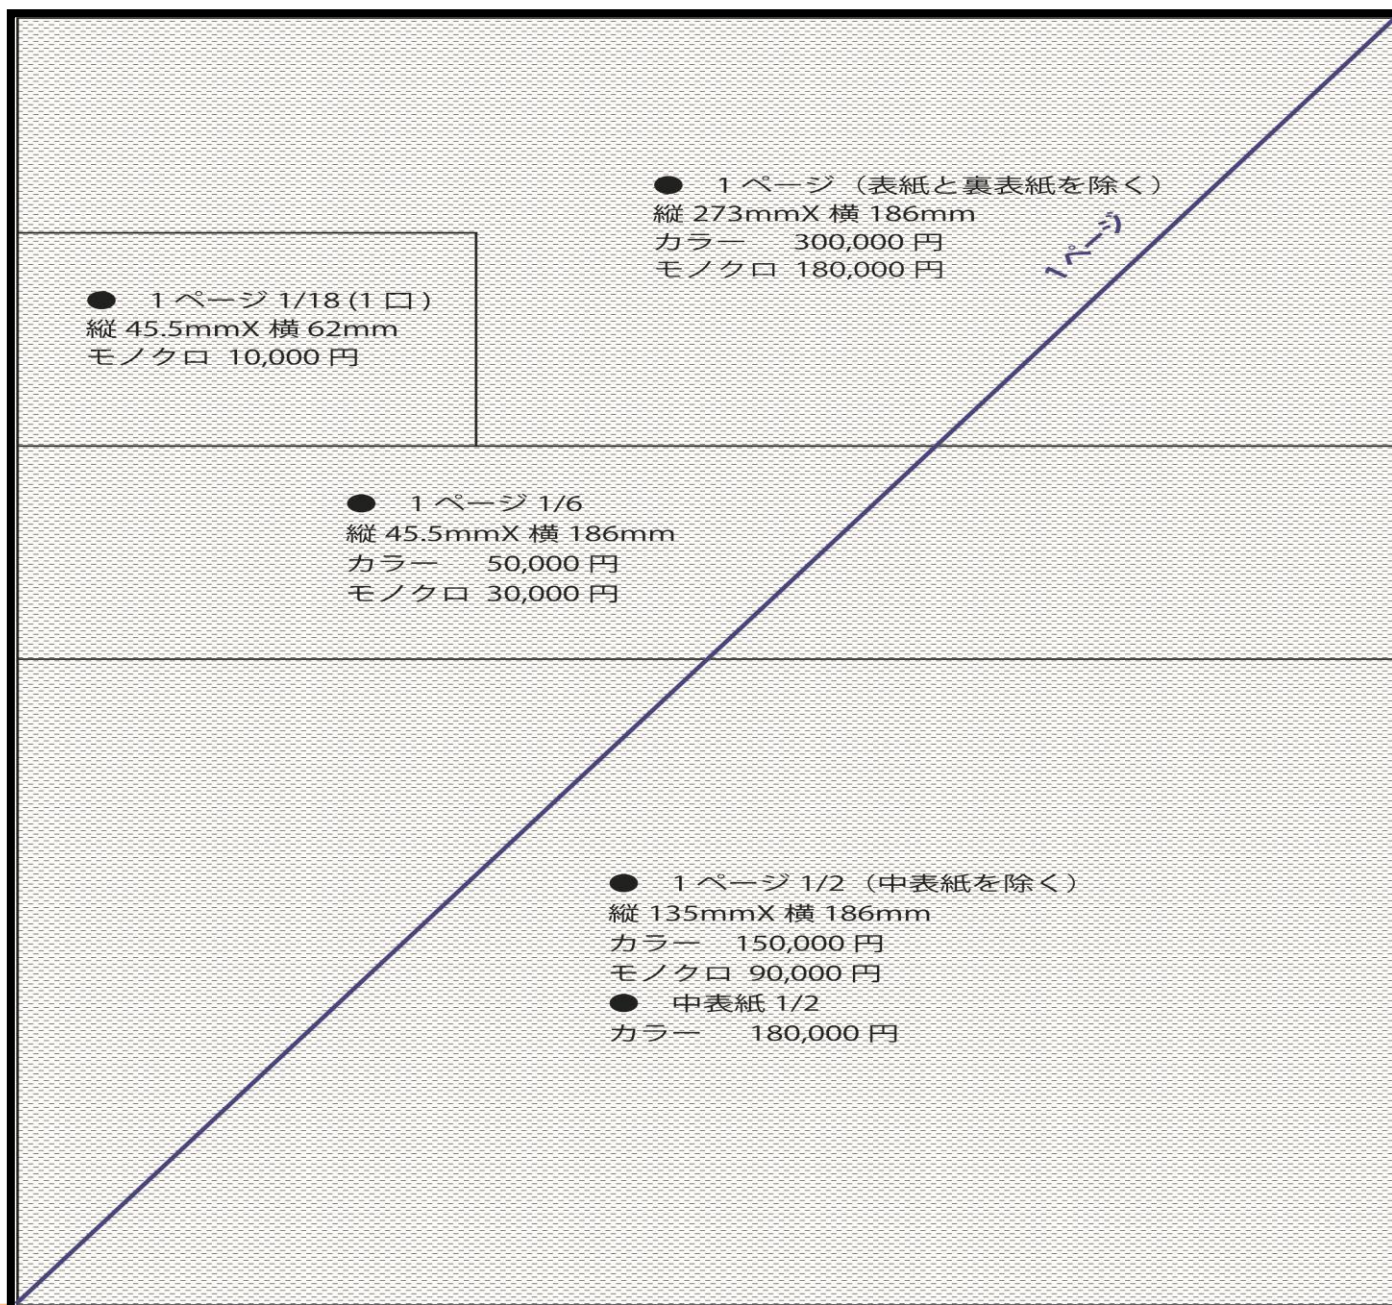 ● 1 ページ（表紙と裏表紙を除く）
縦 273mmX 横 186mm
カラー 300,000 円
モノクロ 180,000 円
1ページ
● 1 ページ 1/18 (1 口 )
縦 45.5mmX 横 62mm
モノクロ 10,000 円
● 1 ページ 1/6
縦 45.5mmX 横 186mm
カラー 50,000 円
モノクロ 30,000 円
● 1 ページ 1/2（中表紙を除く）
縦 135mmX 横 186mm
カラー 150,000 円
モノクロ 90,000 円
● 中表紙 1/2
カラー 180,000 円